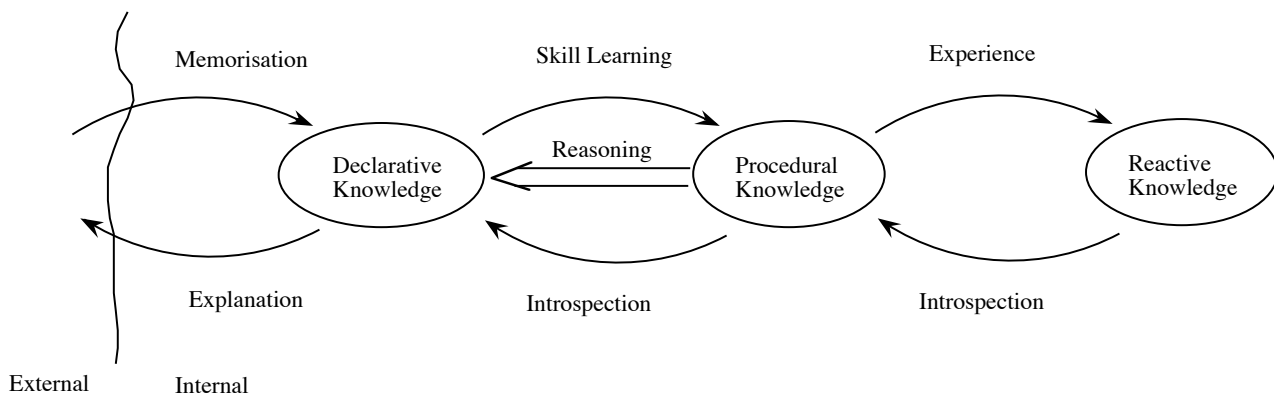 Memorisation
Skill Learning
Experience
Reasoning
Declarative
Knowledge
Procedural
Knowledge
Reactive
Knowledge
Explanation
Introspection
Introspection
External
Internal